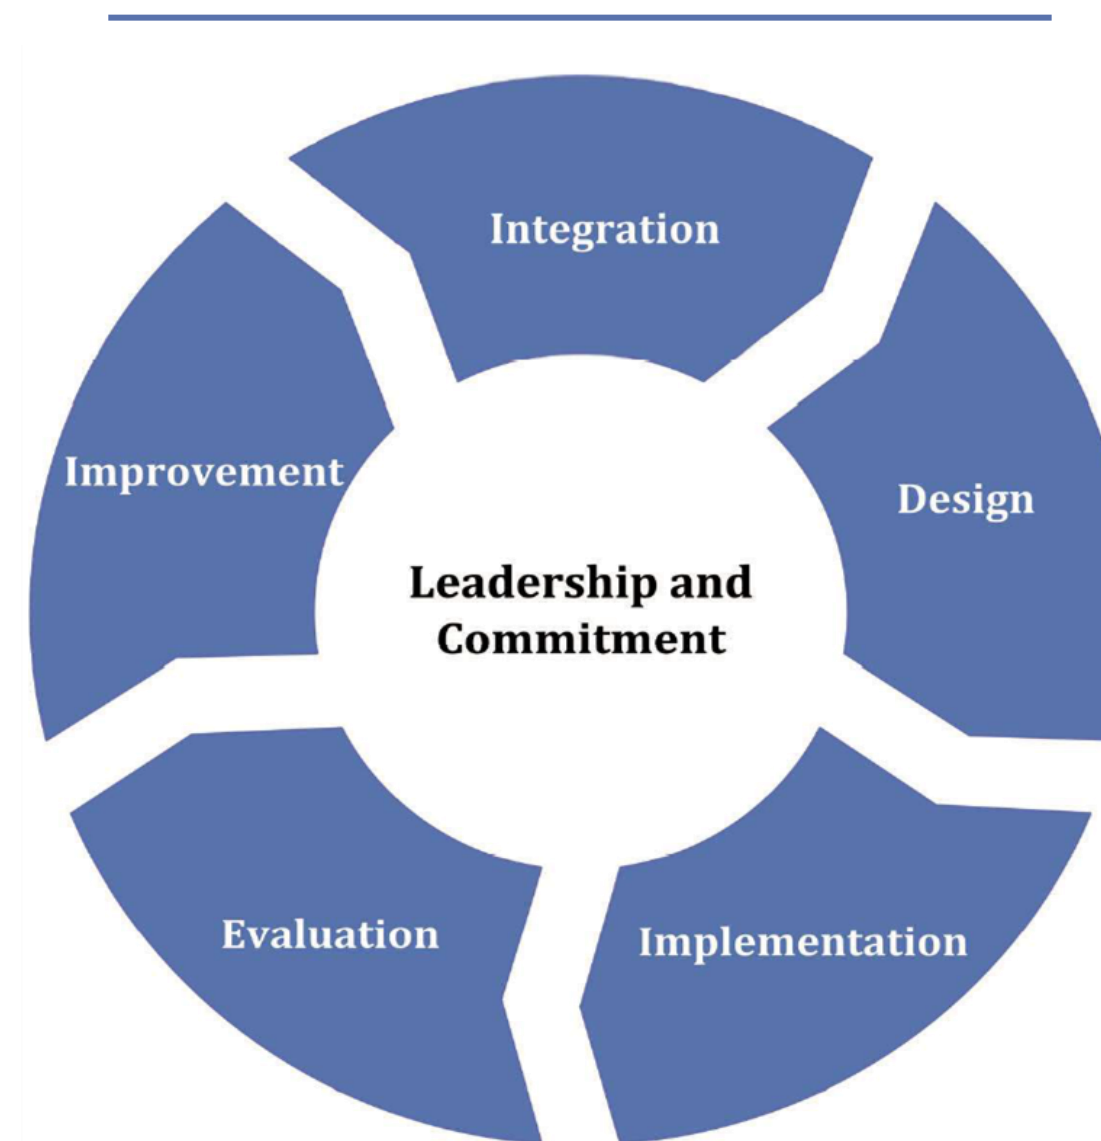 Integration
Design
Implementation
Evaluation
Improvement
Leadership and
Commitment